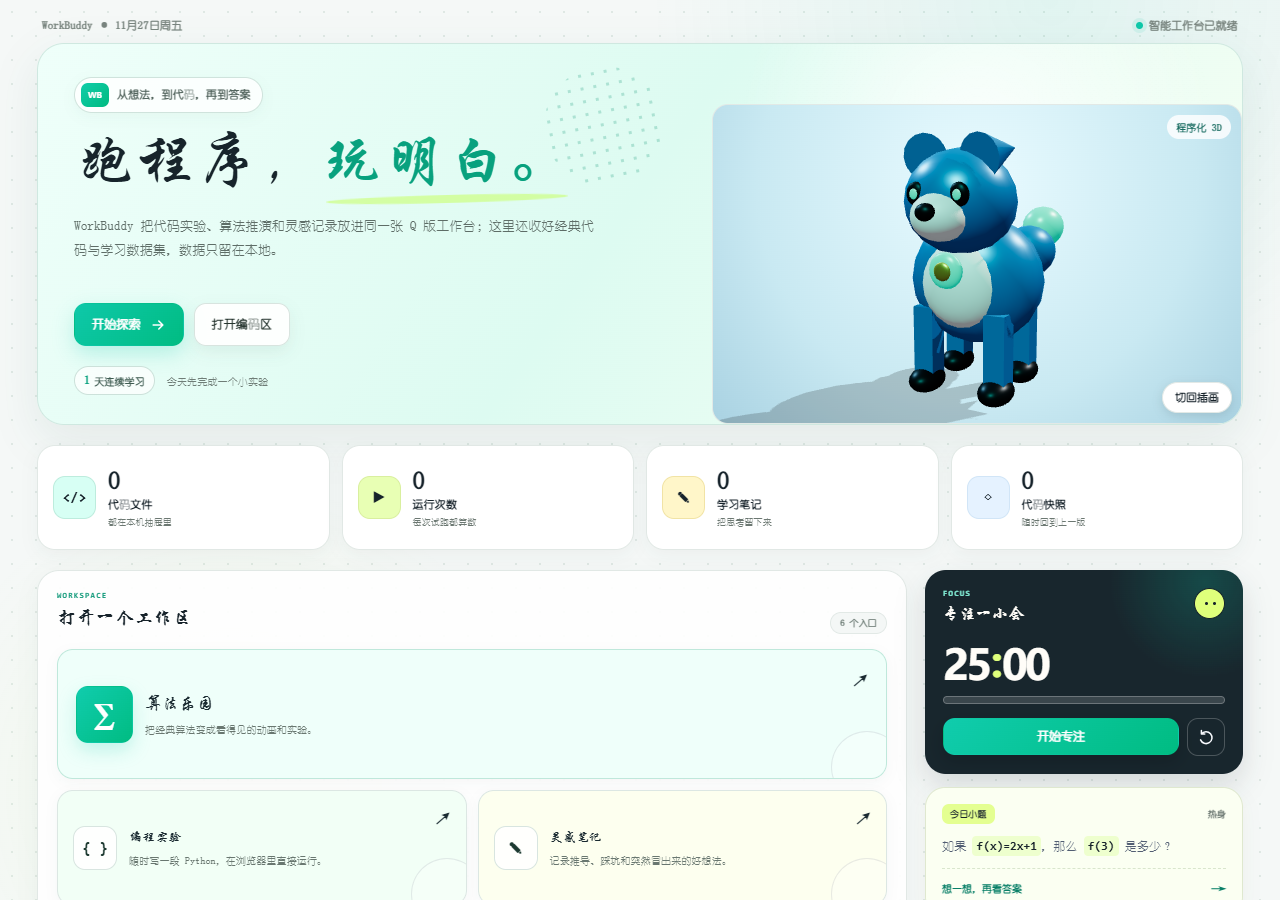 WorkBuddy ● 11月27日周五
智能工作台已就绪
WB 从想法，到代码，再到答案
跑程序， 玩明白。
WorkBuddy 把代码实验、算法推演和灵感记录放进同一张 Q 版工作台；这里还收好经典代
码与学习数据集，数据只留在本地。
开始探索 →
打开编码区
1 天连续学习
今天先完成一个小实验
程序化 3D
切回插画
</>
0
代码文件
都在本机抽屉里
0
运行次数
每次试跑都算数
0
学习笔记
把思考留下来
0
代码快照
随时回到上一版
WORKSPACE
打开一个工作区
6 个入口
Σ
算法乐园
把经典算法变成看得见的动画和实验。
{ }
编程实验
随时写一段 Python，在浏览器里直接运行。
灵感笔记
记录推导、踩坑和突然冒出来的好想法。
FOCUS
专注一小会
25:00
开始专注
今日小题
热身
如果 f(x)=2x+1，那么 f(3) 是多少？
想一想，再看答案 →